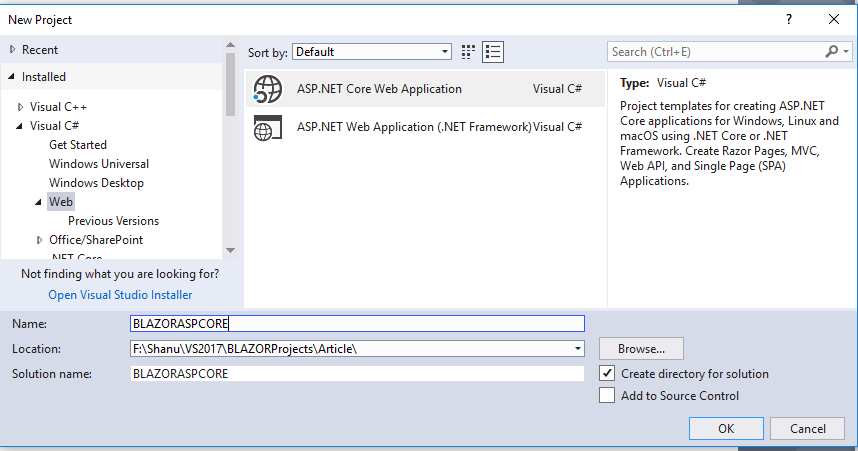 New Project
?
Recent
Installed
Visual C++
Visual C#
Get Started
Windows Universal
Windows Desktop
Web
Previous Versions
Office/SharePoint
.NET Core
Not finding what you are looking for?
Open Visual Studio Installer
Sort by: Default
ASP.NET Core Web Application Visual C#
ASP.NET Web Application (.NET Framework) Visual C#
Search (Ctrl+E)
Type: Visual C#
Project templates for creating ASP.NET
Core applications for Windows, Linux and
macOS using .NET Core or .NET
Framework. Create Razor Pages, MVC,
Web API, and Single Page (SPA)
Applications.
Name: BLAZORASPCORE
Location: F:\Shanu\VS2017\BLAZORProjects\Article\ Browse...
Solution name: BLAZORASPCORE Create directory for solution
Add to Source Control
OK Cancel